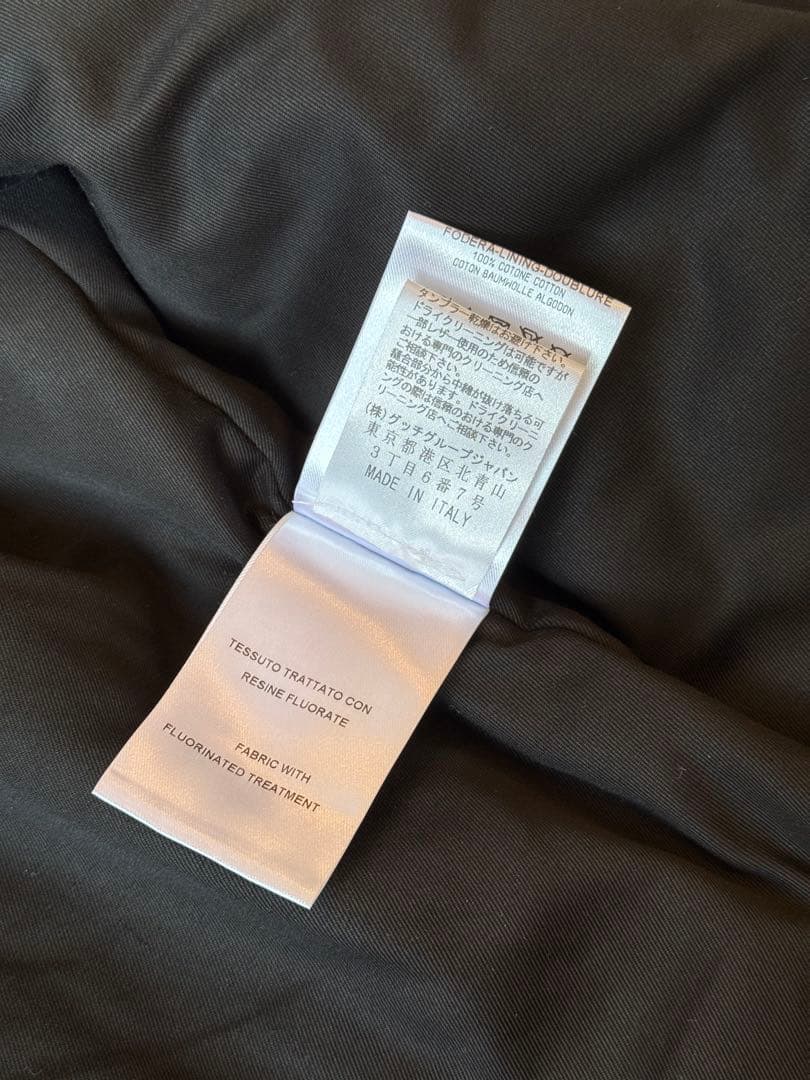 FODERA-LINING-DOUBLURE
100% COTONE COTTON
COTON BAUMWOLLE ALGODON
タンブラー乾燥はお避け下さい。
ドライクリーニングは可能ですが
一部レザー使用のため信頼の
おける専門のクリーニング店へ
ご相談下さい。
縫合部分から中綿が抜け落ちる可
能性があります。ドライクリーニ
ングの際は信頼のおける専門のク
リーニング店へご相談下さい。
(株)グッチグループジャパン
東京都港区北青山
3丁目6番7号
MADE IN ITALY
TESSUTO TRATTATO CON
RESINE FLUORATE
FABRIC WITH
FLUORINATED TREATMENT